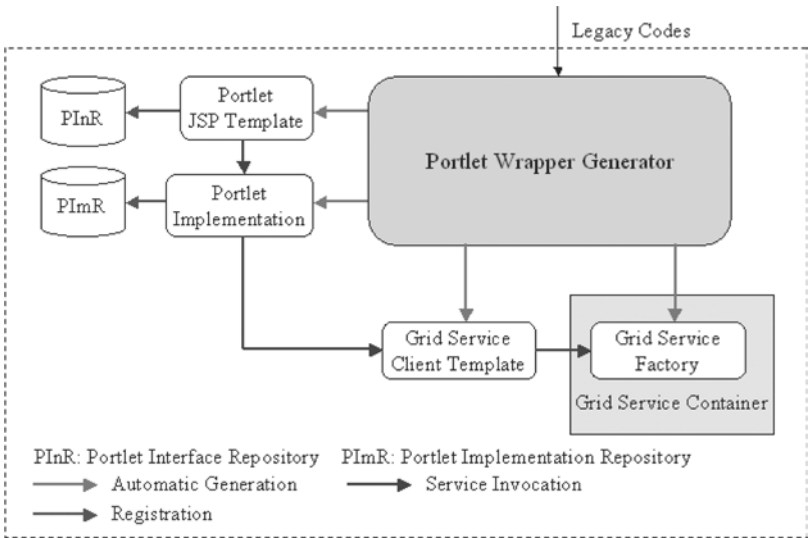 Legacy Codes
PInR
Portlet
JSP Template
Portlet Wrapper Generator
PImR
Portlet
Implementation
Grid Service
Client Template
Grid Service
Factory
Grid Service Container
PInR: Portlet Interface Repository
PImR: Portlet Implementation Repository
Automatic Generation
Service Invocation
Registration